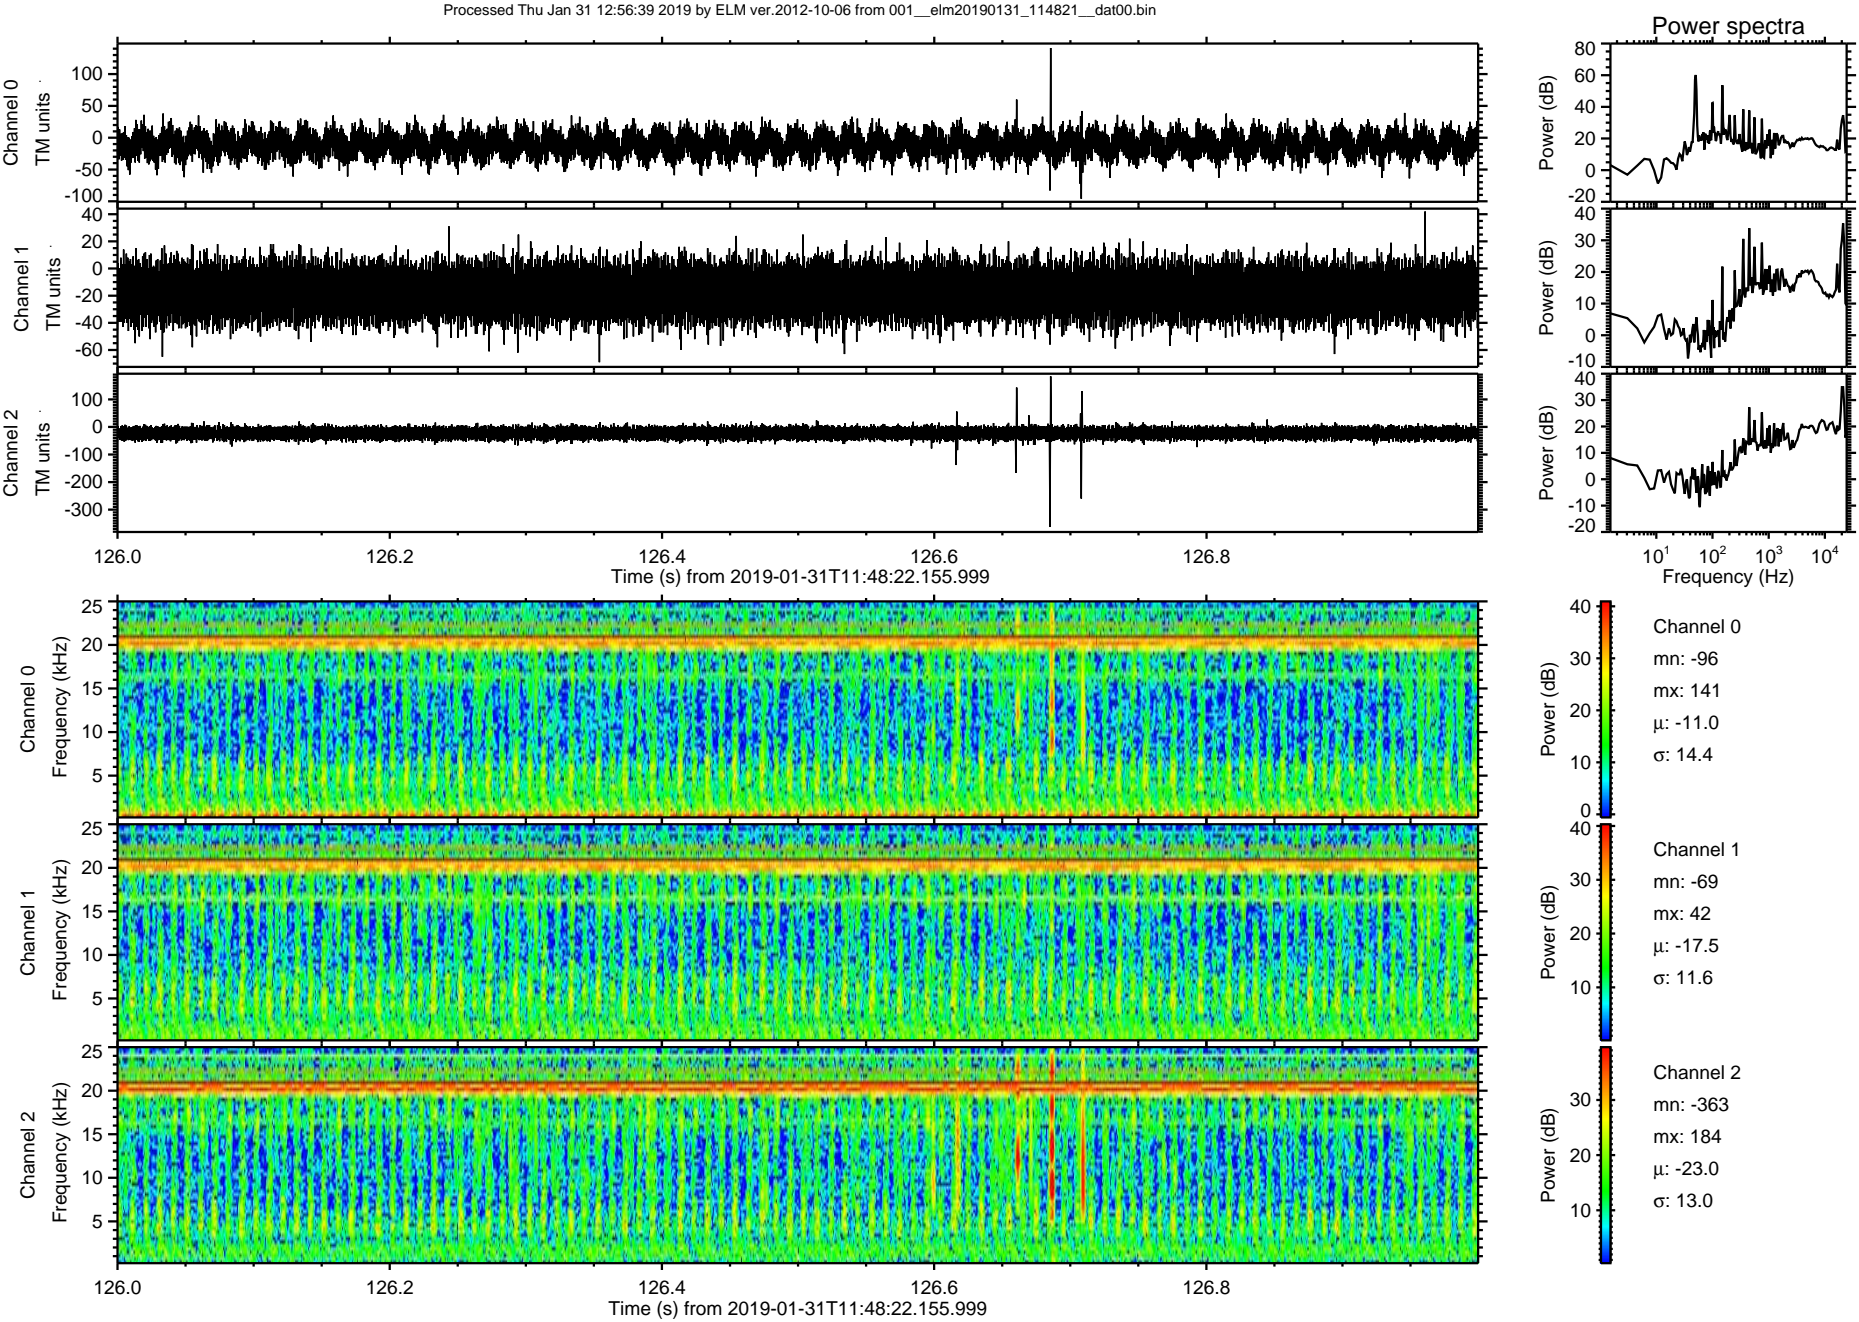 Processed Thu Jan 31 12:56:39 2019 by ELM ver.2012-10-06 from 001__elm20190131_114821__dat00.bin
Power spectra
Channel 0
TM units
100
50
0
-50
-100
Power (dB)
80
60
40
20
0
-20
Channel 1
TM units
40
20
0
-20
-40
-60
Power (dB)
40
30
20
10
0
-10
Channel 2
TM units
100
0
-100
-200
-300
Power (dB)
40
30
20
10
0
-10
-20
126.0 126.2 126.4 126.6 126.8
Time (s) from 2019-01-31T11:48:22.155.999
10¹ 10² 10³ 10⁴
Frequency (Hz)
Channel 0
Frequency (kHz)
25
20
15
10
5
Power (dB)
40
30
20
10
0
Channel 0
mn: -96
mx: 141
μ: -11.0
σ: 14.4
Channel 1
Frequency (kHz)
25
20
15
10
5
Power (dB)
40
30
20
10
Channel 1
mn: -69
mx: 42
μ: -17.5
σ: 11.6
Channel 2
Frequency (kHz)
25
20
15
10
5
Power (dB)
30
20
10
Channel 2
mn: -363
mx: 184
μ: -23.0
σ: 13.0
126.0 126.2 126.4 126.6 126.8
Time (s) from 2019-01-31T11:48:22.155.999